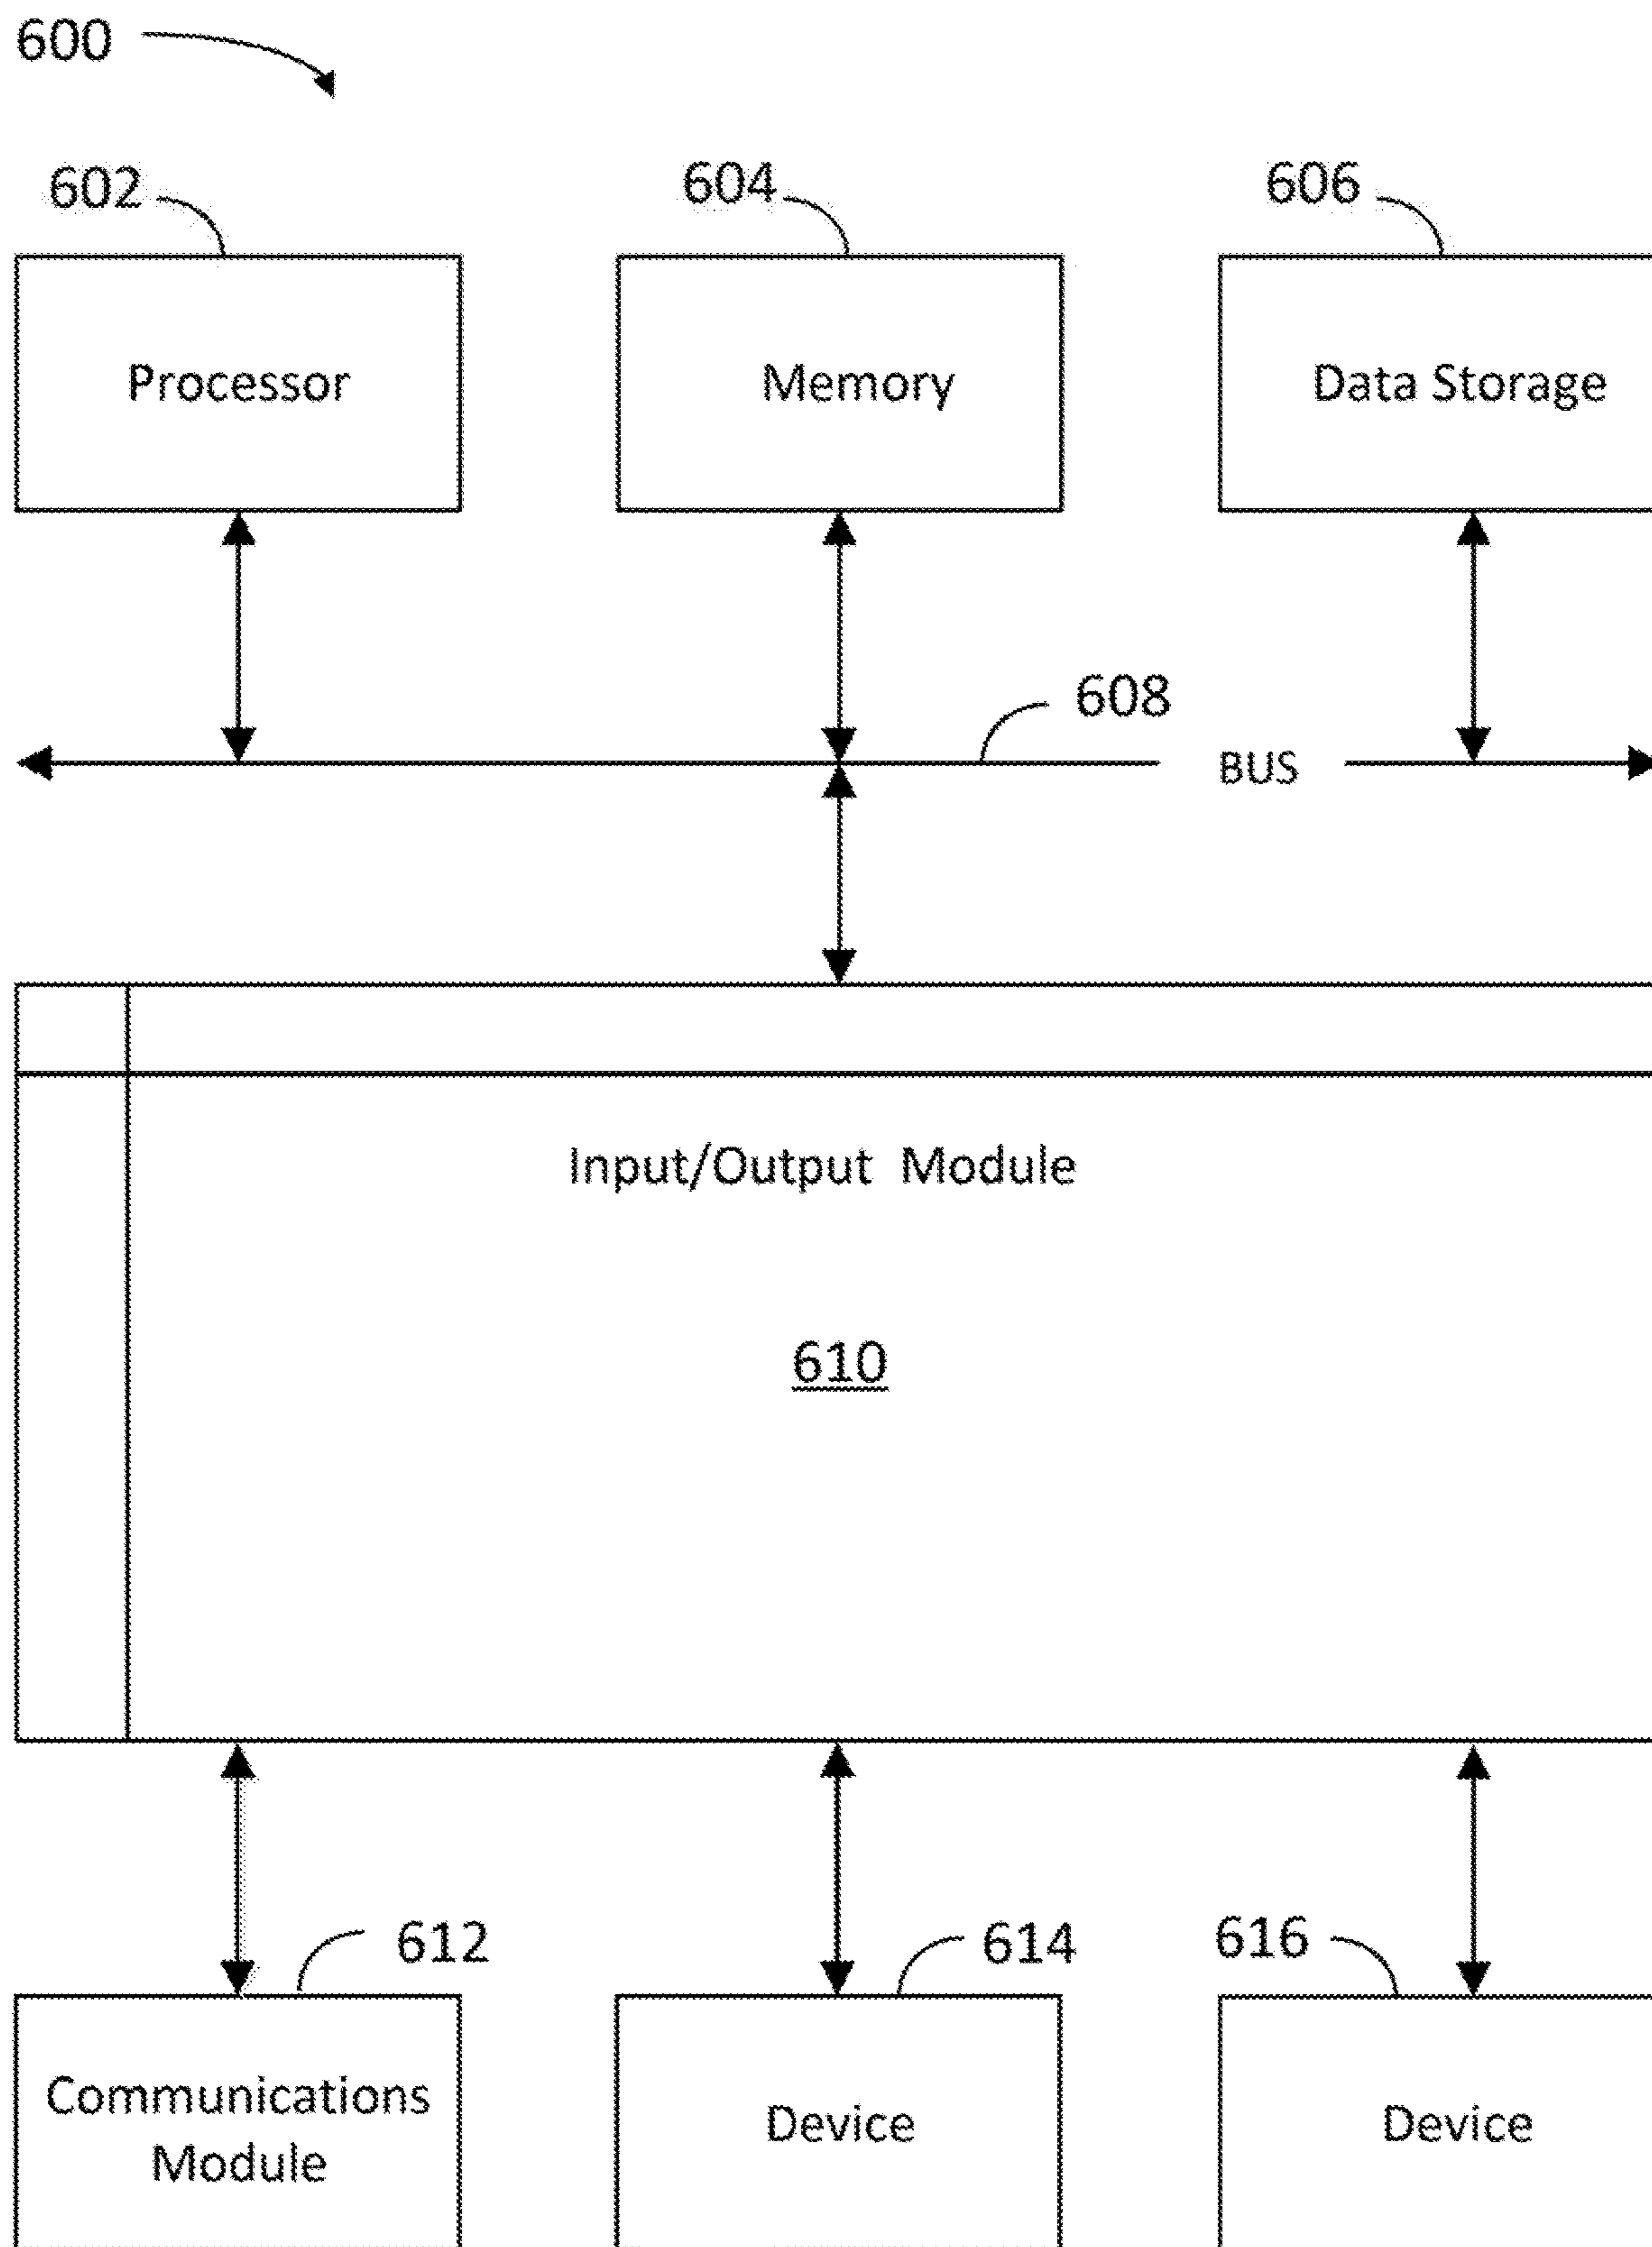 600
602
604
606
Processor
Memory
Data Storage
608
BUS
Input/Output Module
610
612
614
616
Communications
Module
Device
Device